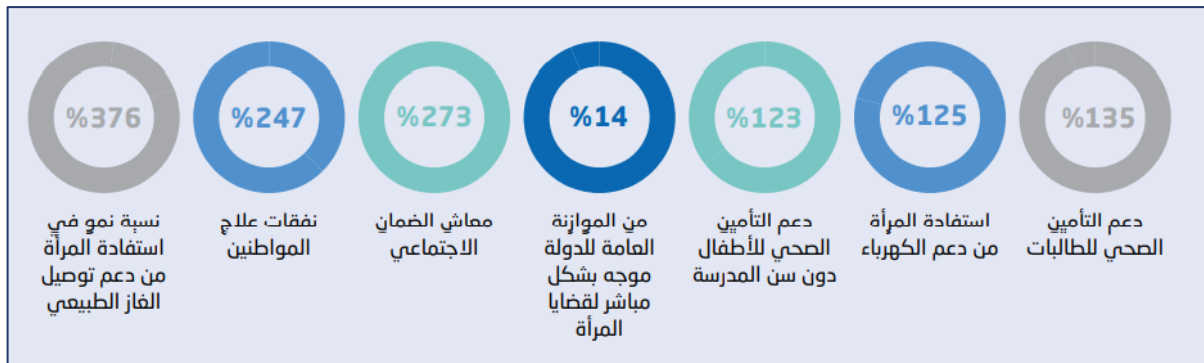 %135
دعم التأمين
الصحي للطالبات
%125
استفادة المرأة
من دعم الكهرباء
%123
دعم التأمين
الصحي للأطفال
دون سن المدرسة
%14
من الموازنة
العامة للدولة
موجه بشكل
مباشر لقضايا
المرأة
%273
معاش الضمان
الاجتماعي
%247
نفقات علاج
المواطنين
%376
نسبة نمو في
استفادة المرأة
من دعم توصيل
الغاز الطبيعي